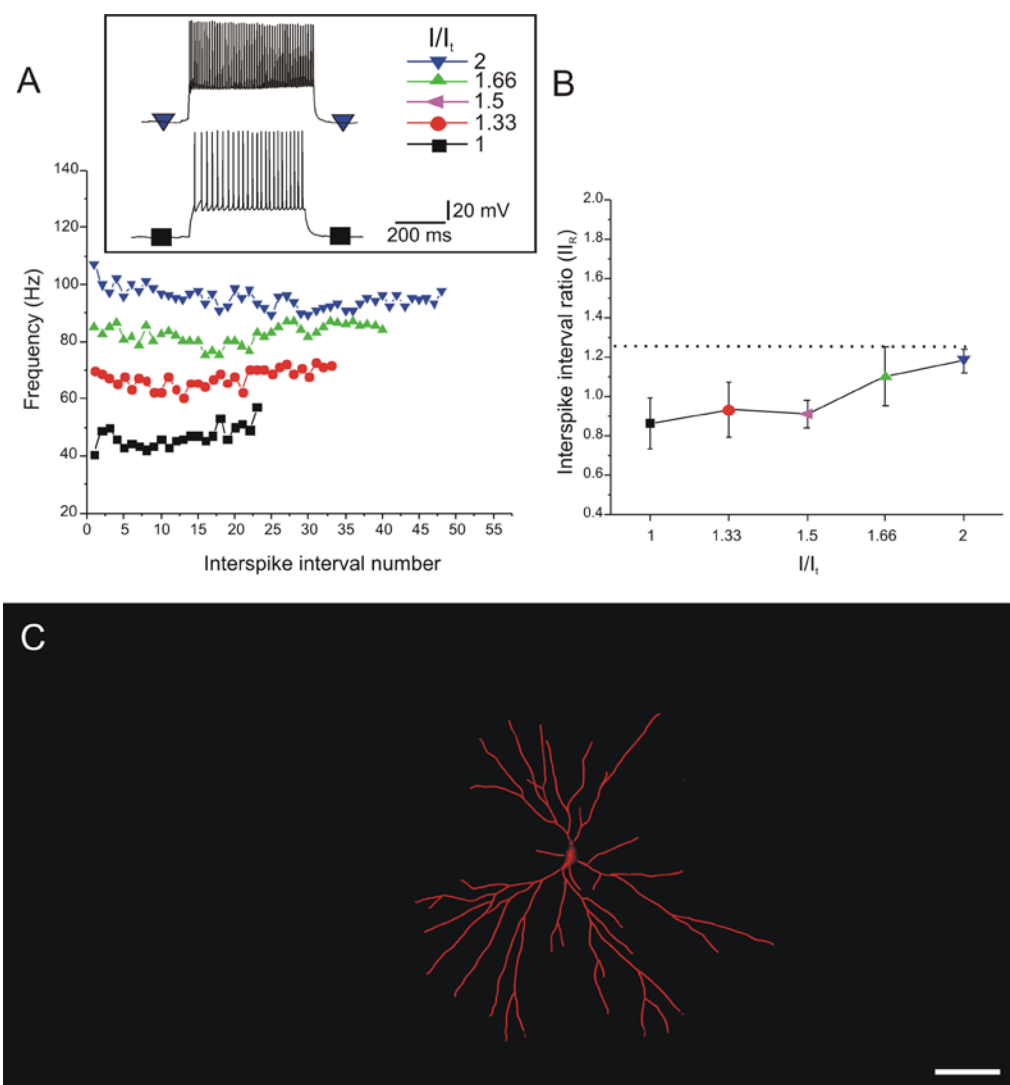 A
I/It
2
1.66
1.5
1.33
1
20 mV
200 ms
140
120
100
80
60
40
20
Frequency (Hz)
0 5 10 15 20 25 30 35 40 45 50 55
Interspike interval number
B
2.0
1.8
1.6
1.4
1.2
1.0
0.8
0.6
0.4
Interspike interval ratio (IIR)
1 1.33 1.5 1.66 2
I/It
C